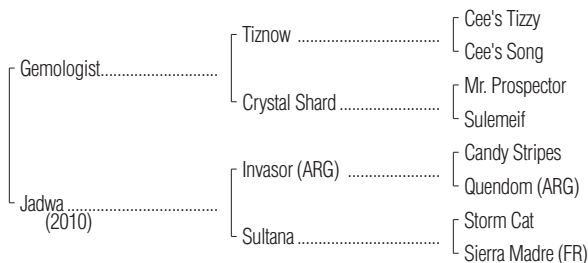 Cee's Tizzy
Tiznow ..........................................
Cee's Song
Gemologist...................................
Mr. Prospector
Crystal Shard ..............................
Sulemeif
Candy Stripes
Invasor (ARG) ...........................
Quendom (ARG)
Jadwa ............................................
(2010)
Storm Cat
Sultana ..........................................
Sierra Madre (FR)